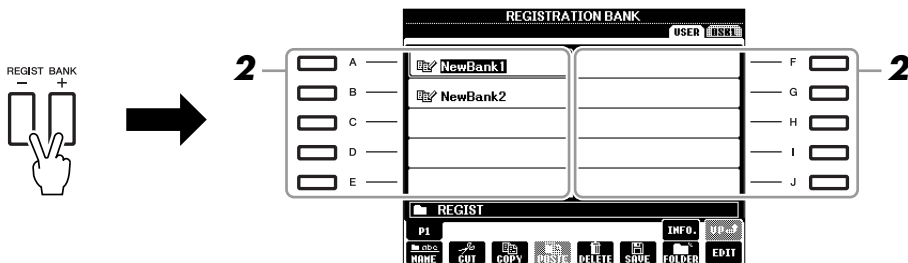 REGIST BANK
- +
2
A
B
C
D
E
REGISTRATION BANK
USER USB1
NewBank1
NewBank2
REGIST
P1 INFO. UP
abc
NAME CUT COPY PASTE DELETE SAVE FOLDER EDIT
F
G
H
I
J
2